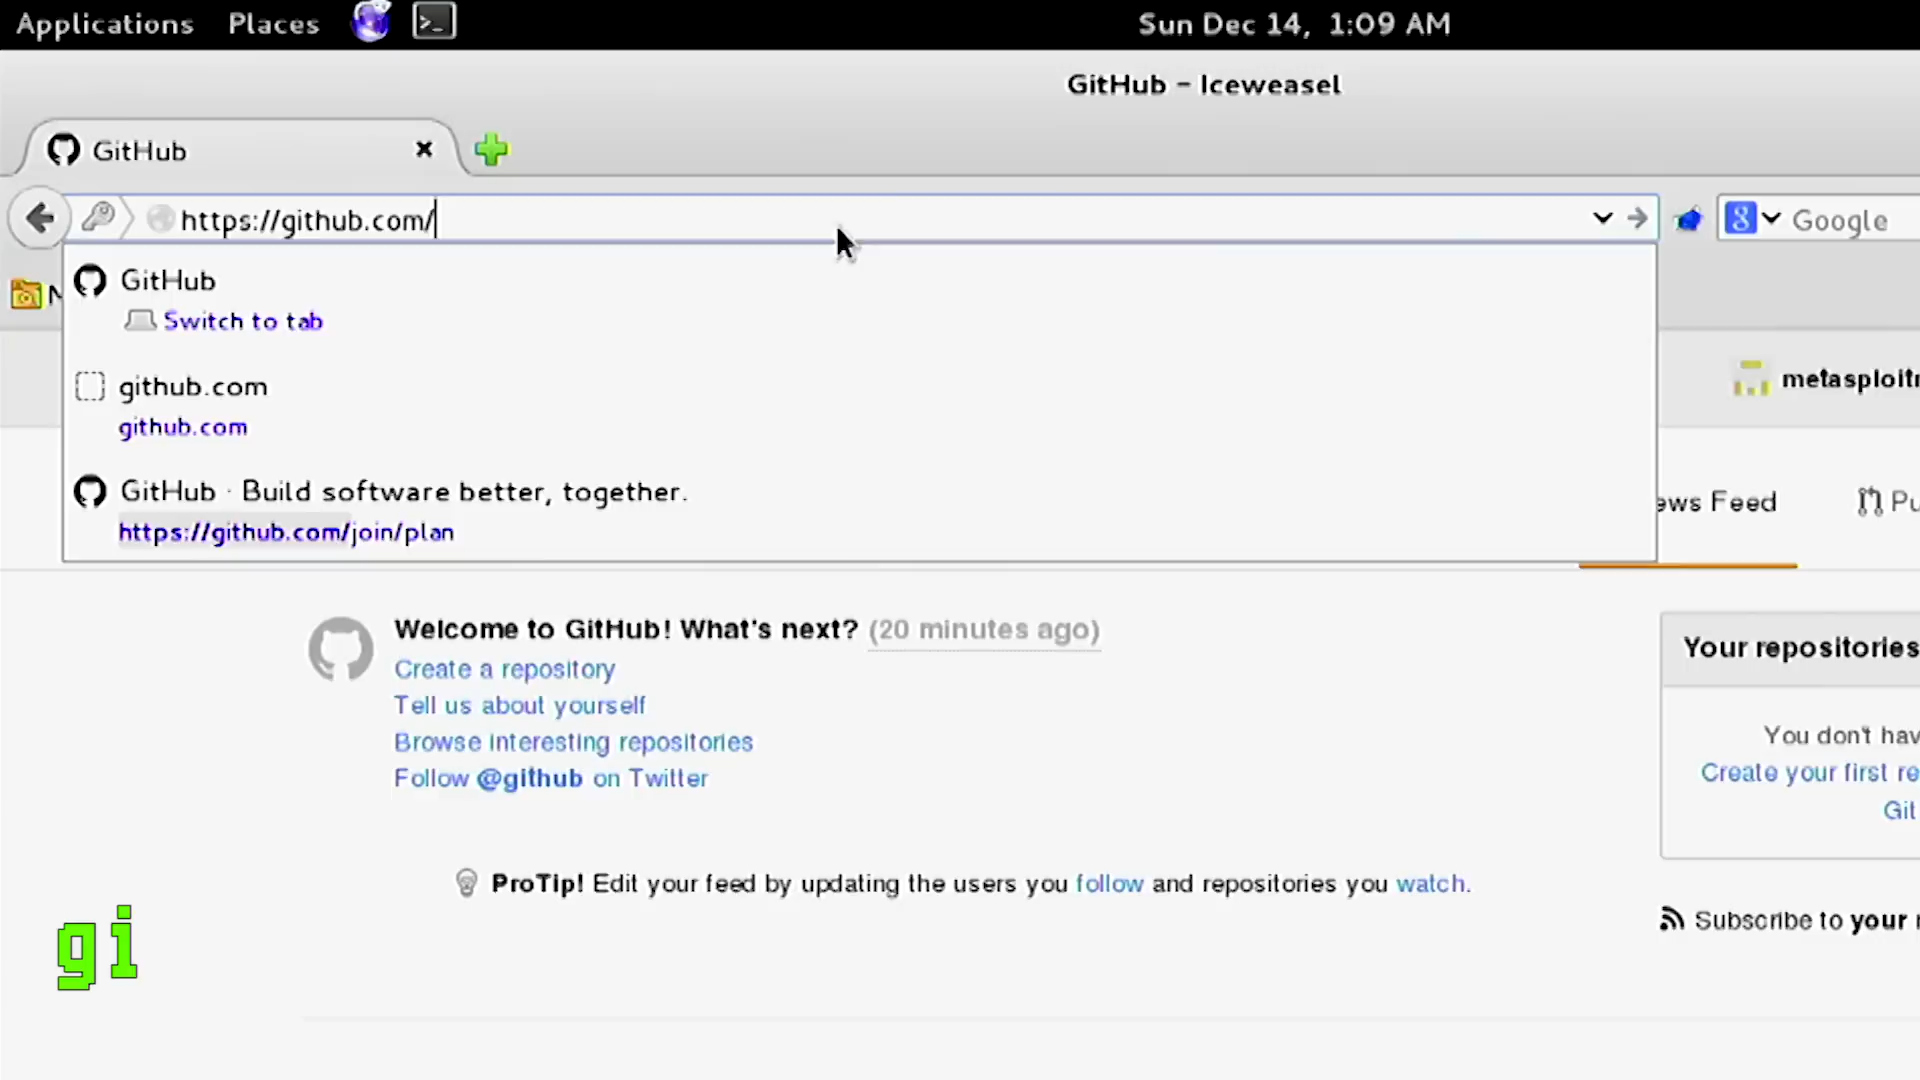 Applications Places Sun Dec 14, 1:09 AM
GitHub - Iceweasel
GitHub
https://github.com/
Google
GitHub
Switch to tab
github.com
github.com
GitHub · Build software better, together.
https://github.com/join/plan
ews Feed
Pu
Welcome to GitHub! What's next? (20 minutes ago)
Create a repository
Tell us about yourself
Browse interesting repositories
Follow @github on Twitter
Your repositories
You don't hav
Create your first re
Git
ProTip! Edit your feed by updating the users you follow and repositories you watch.
Subscribe to your
gi